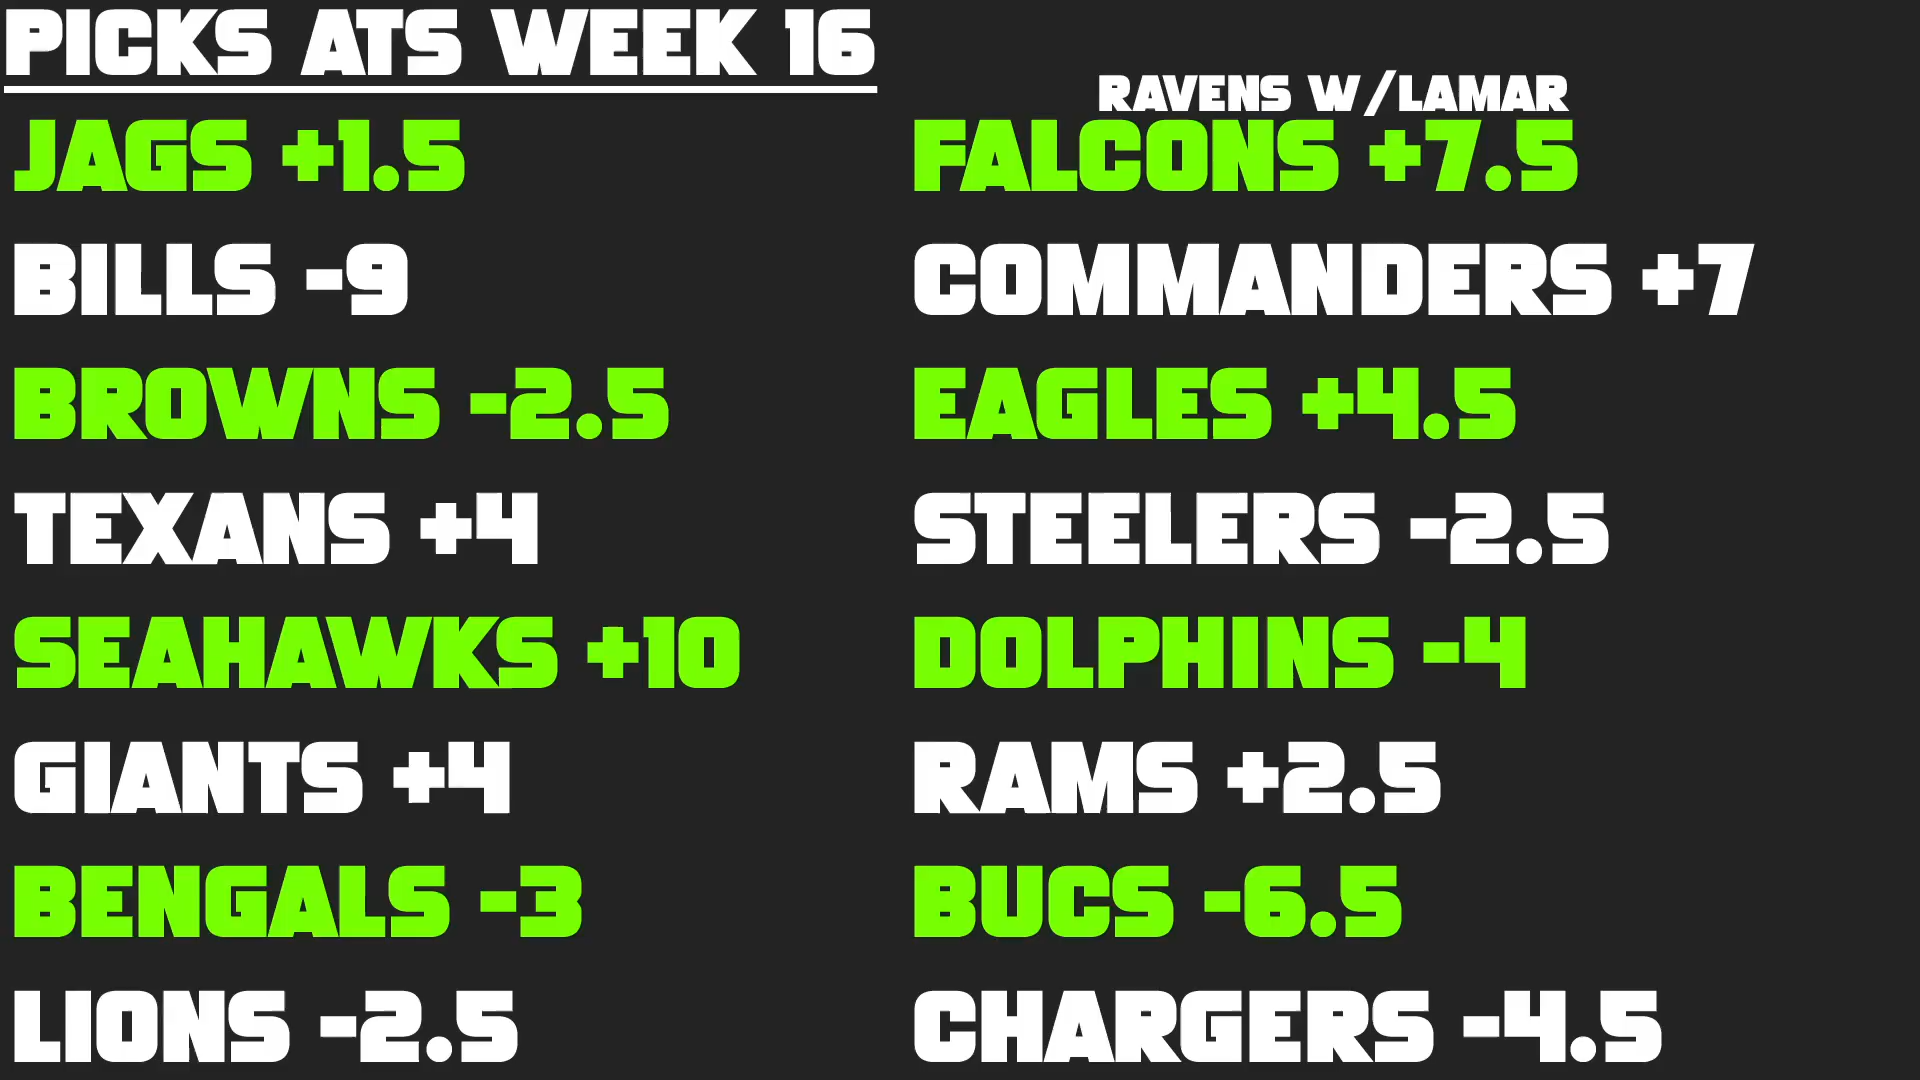 PICKS ATS WEEK 16
JAGS +1.5
BILLS -9
BROWNS -2.5
TEXANS +4
SEAHAWKS +10
GIANTS +4
BENGALS -3
LIONS -2.5
RAVENS W/LAMAR
FALCONS +7.5
COMMANDERS +7
EAGLES +4.5
STEELERS -2.5
DOLPHINS -4
RAMS +2.5
BUCS -6.5
CHARGERS -4.5